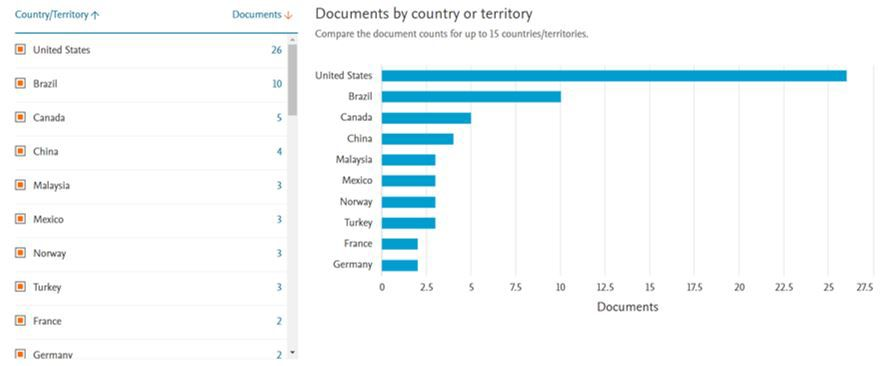 Country/Territory Documents
United States 26
Brazil 10
Canada 5
China 4
Malaysia 3
Mexico 3
Norway 3
Turkey 3
France 2
Germany 2
Documents by country or territory
Compare the document counts for up to 15 countries/territories.
United States
Brazil
Canada
China
Malaysia
Mexico
Norway
Turkey
France
Germany
0 2.5 5 7.5 10 12.5 15 17.5 20 22.5 25 27.5
Documents